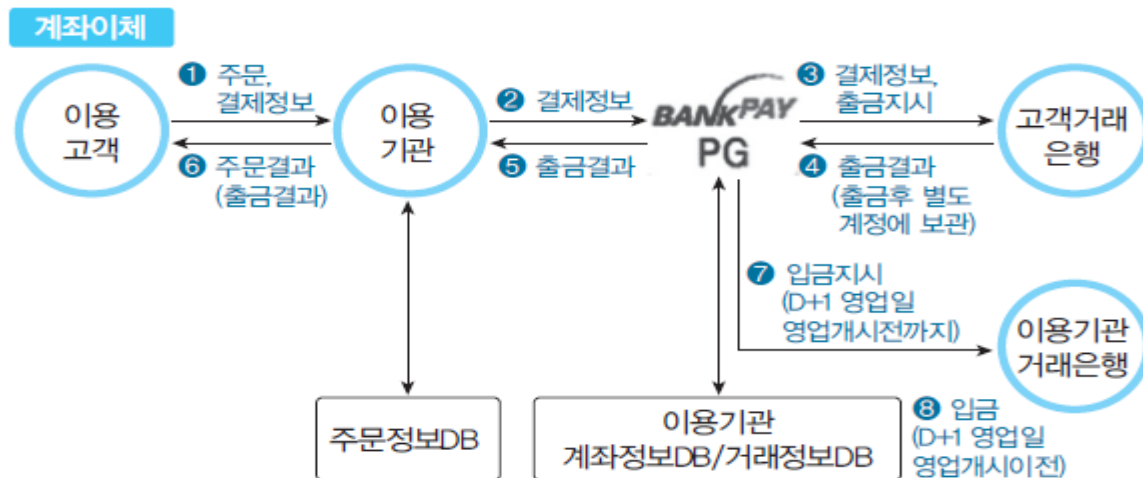 계좌이체
이용
고객
❶ 주문,
결제정보
❻ 주문결과
(출금결과)
이용
기관
❷ 결제정보
❺ 출금결과
BANKPAY
PG
❸ 결제정보,
출금지시
❹ 출금결과
(출금후 별도
계정에 보관)
고객거래
은행
❼ 입금지시
(D+1 영업일
영업개시전까지)
이용기관
거래은행
주문정보DB
이용기관
계좌정보DB/거래정보DB
❽ 입금
(D+1 영업일
영업개시이전)